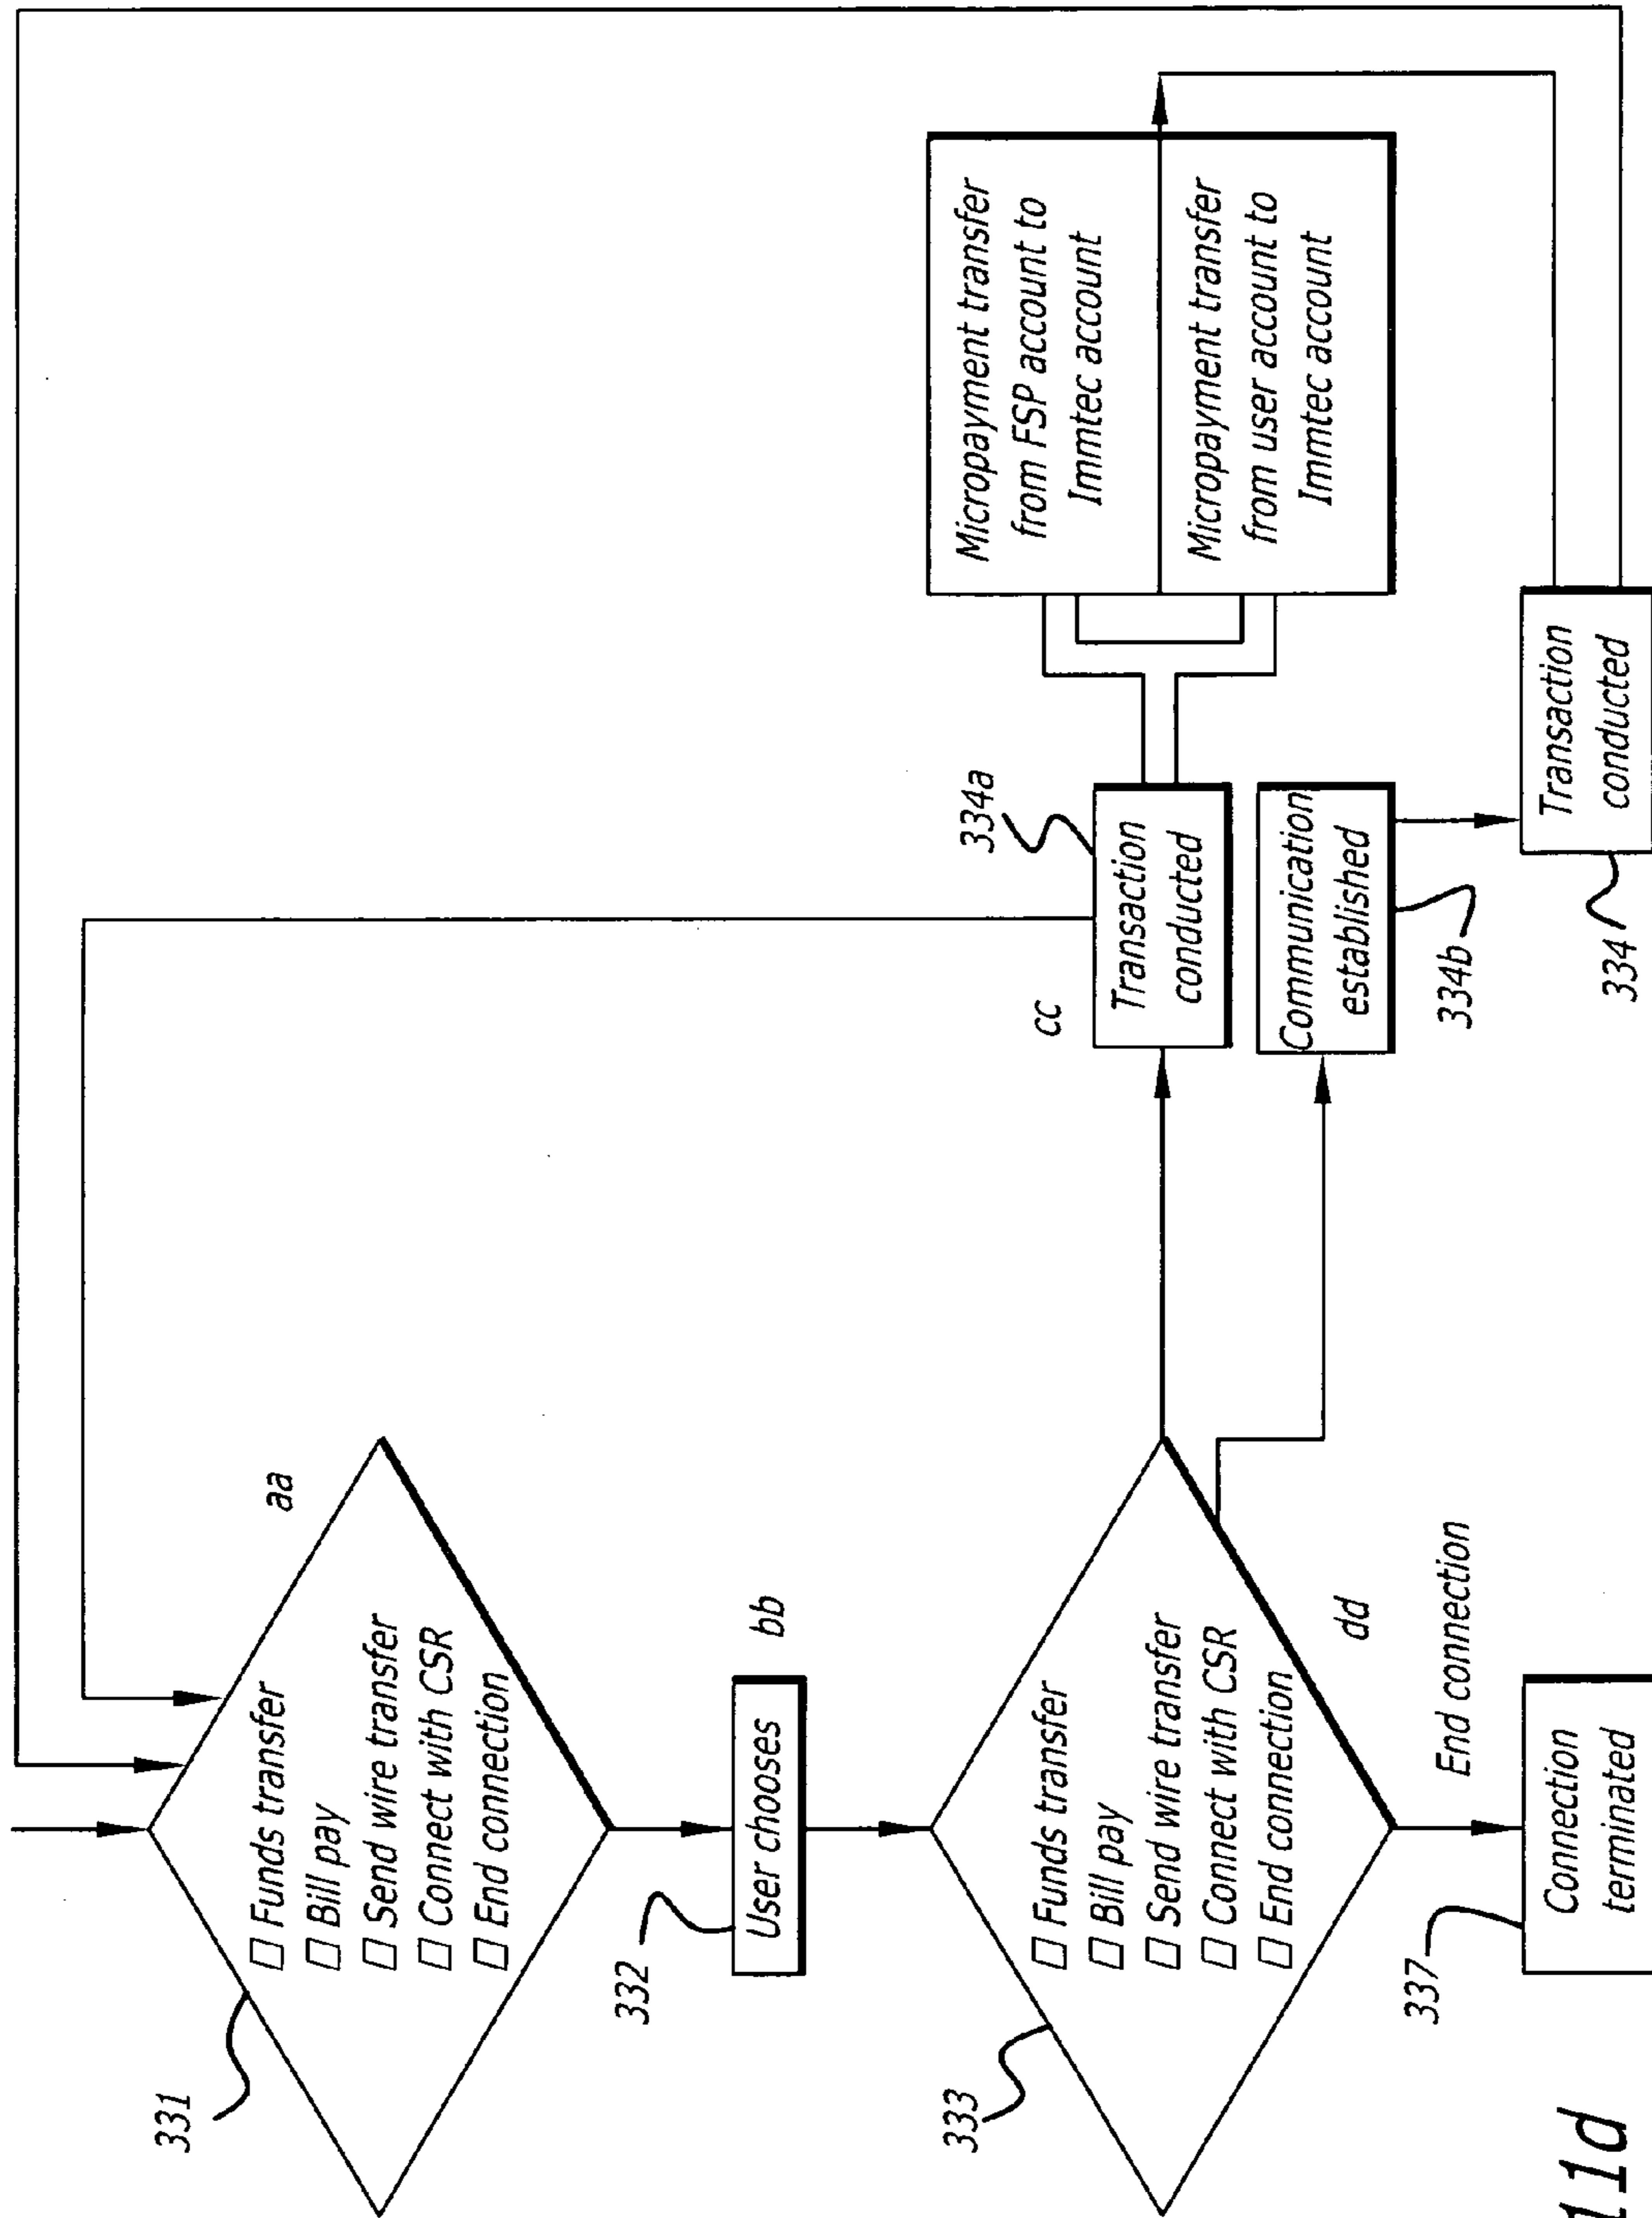 331
aa
□ Funds transfer
□ Bill pay
□ Send wire transfer
□ Connect with CSR
□ End connection
332
User chooses
bb
333
□ Funds transfer
□ Bill pay
□ Send wire transfer
□ Connect with CSR
□ End connection
dd
End connection
337
Connection
terminated
cc
334a
Transaction
conducted
Micropayment transfer
from FSP account to
Immtec account
Micropayment transfer
from user account to
Immtec account
Communication
established
334b
Transaction
conducted
334
11d